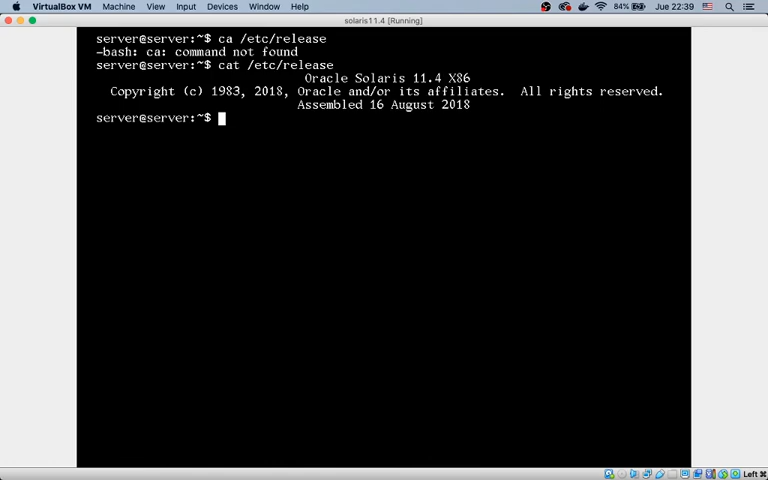 VirtualBox VM Machine View Input Devices Window Help 84% Jue 22:39
solaris11.4 [Running]
server@server:~$ ca /etc/release
-bash: ca: command not found
server@server:~$ cat /etc/release
Oracle Solaris 11.4 X86
Copyright (c) 1983, 2018, Oracle and/or its affiliates. All rights reserved.
Assembled 16 August 2018
server@server:~$
Left ⌘